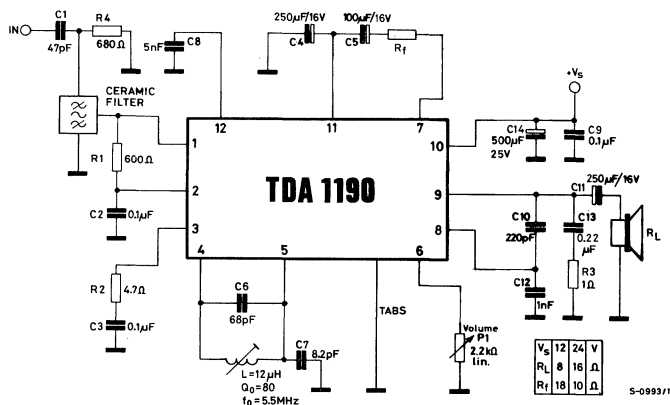 IN
C1
47pF
R4
680Ω
5nF
C8
250µF/16V
C4
100µF/16V
C5
Rf
+Vs
CERAMIC
FILTER
12
11
7
C14
500µF
25V
C9
0.1µF
R1
600Ω
1
10
TDA 1190
2
9
C11
250µF/16V
C2
0.1µF
3
8
C10
220pF
C13
0.22
µF
RL
4
5
6
R2
4.7Ω
C6
68pF
TABS
R3
1Ω
C12
1nF
C3
0.1µF
C7
8.2pF
Volume
P1
2.2kΩ
lin.
L=12µH
Q0=80
f0=5.5MHz
Vs 12 24 V
RL 8 16 Ω
Rf 18 10 Ω
S-0993/1